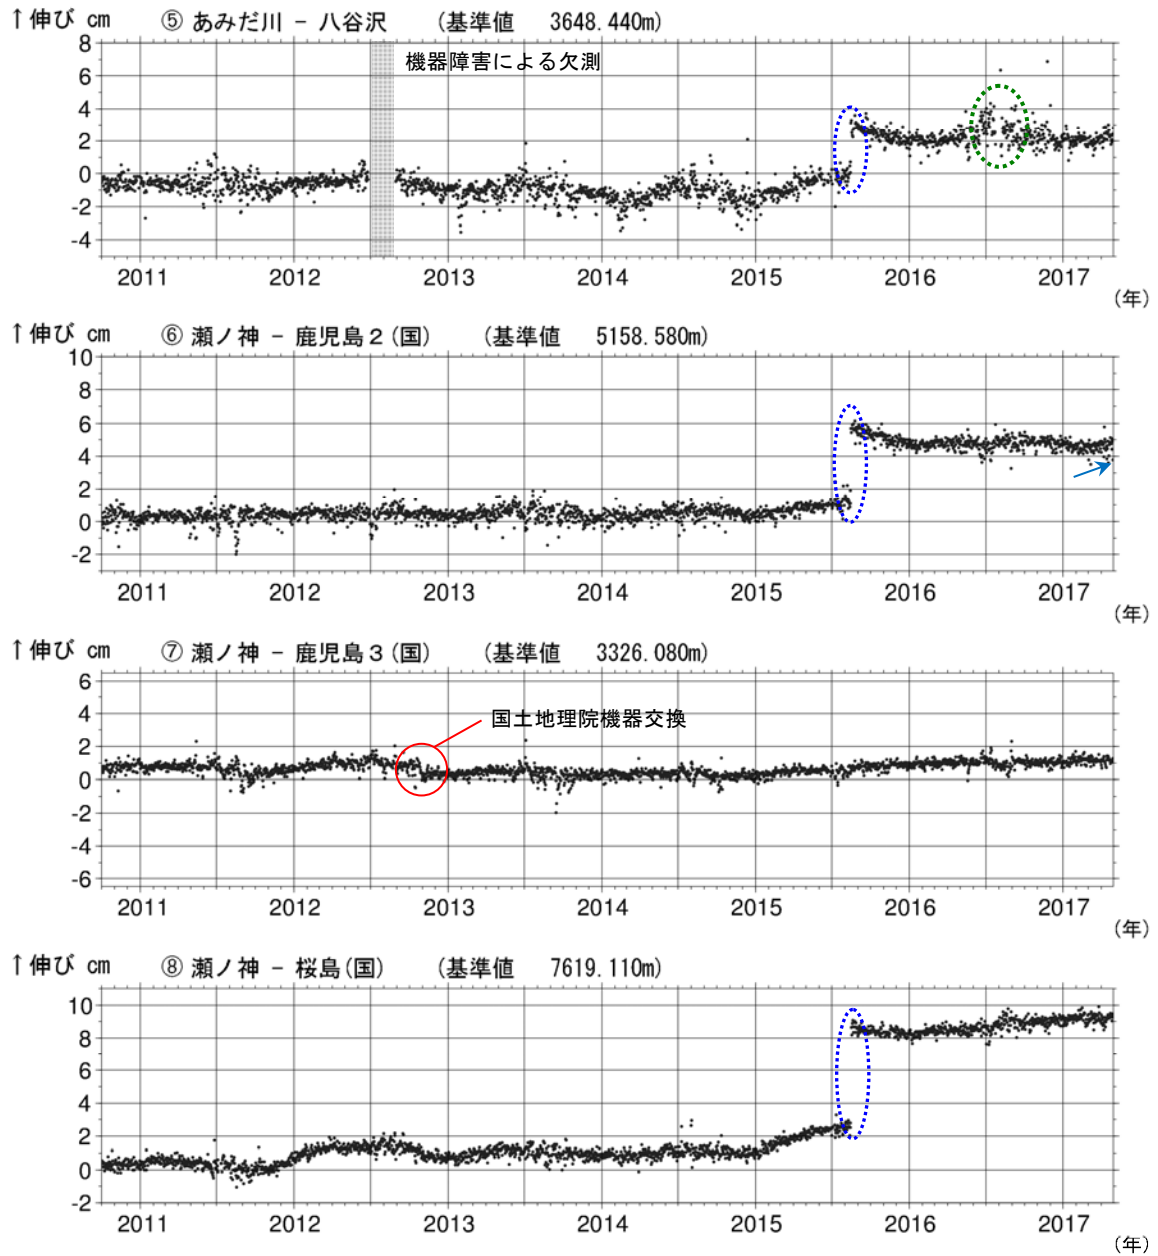 ↑伸び cm ⑤ あみだ川 － 八谷沢 (基準値 3648.440m)
機器障害による欠測
8
6
4
2
0
-2
-4
2011 2012 2013 2014 2015 2016 2017
(年)
↑伸び cm ⑥ 瀬ノ神 － 鹿児島２(国) (基準値 5158.580m)
10
8
6
4
2
0
-2
2011 2012 2013 2014 2015 2016 2017
(年)
↑伸び cm ⑦ 瀬ノ神 － 鹿児島３(国) (基準値 3326.080m)
国土地理院機器交換
6
4
2
0
-2
-4
-6
2011 2012 2013 2014 2015 2016 2017
(年)
↑伸び cm ⑧ 瀬ノ神 － 桜島(国) (基準値 7619.110m)
10
8
6
4
2
0
-2
2011 2012 2013 2014 2015 2016 2017
(年)